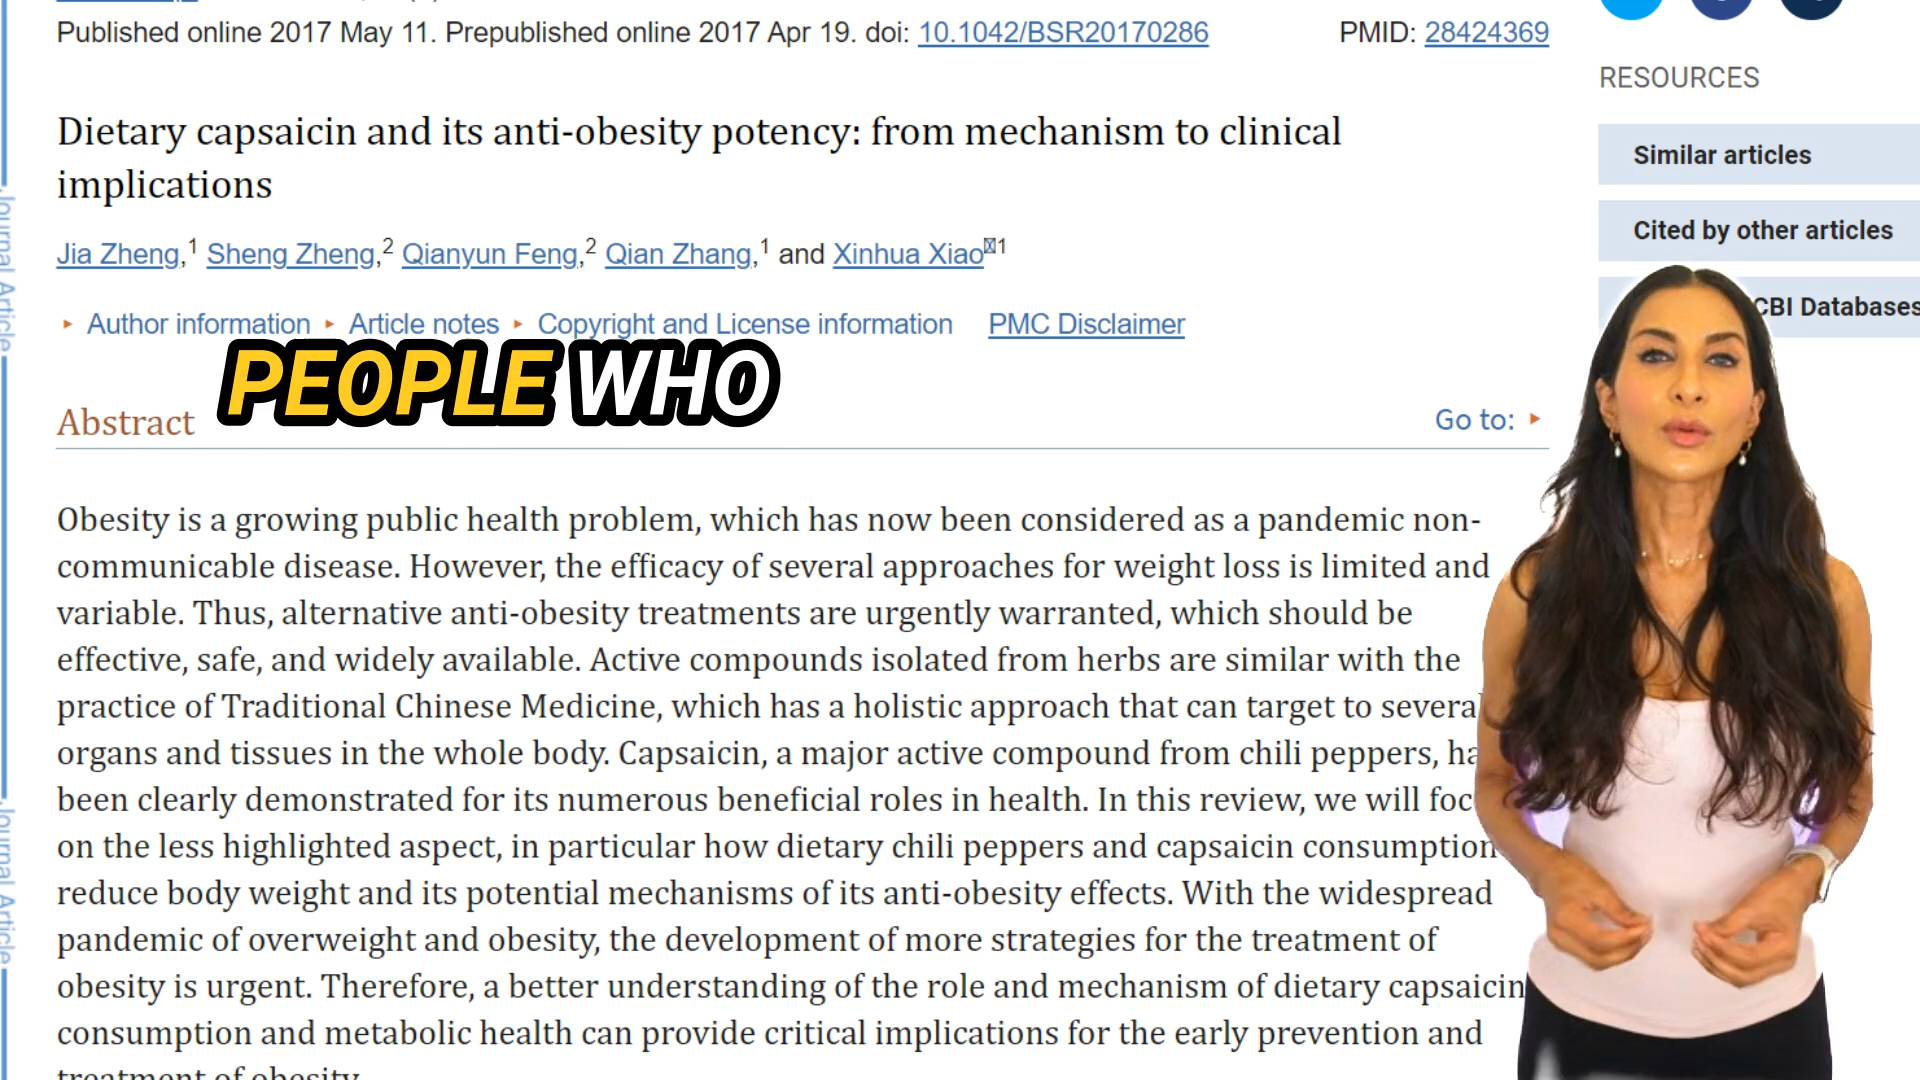 Published online 2017 May 11. Prepublished online 2017 Apr 19. doi: 10.1042/BSR20170286 PMID: 28424369
RESOURCES
Dietary capsaicin and its anti-obesity potency: from mechanism to clinical
implications
Similar articles
Cited by other articles
CBI Databases
Jia Zheng,1 Sheng Zheng,2 Qianyun Feng,2 Qian Zhang,1 and Xinhua Xiao1
Author information Article notes Copyright and License information PMC Disclaimer
PEOPLE WHO
Abstract Go to:
Obesity is a growing public health problem, which has now been considered as a pandemic non-
communicable disease. However, the efficacy of several approaches for weight loss is limited and
variable. Thus, alternative anti-obesity treatments are urgently warranted, which should be
effective, safe, and widely available. Active compounds isolated from herbs are similar with the
practice of Traditional Chinese Medicine, which has a holistic approach that can target to several
organs and tissues in the whole body. Capsaicin, a major active compound from chili peppers, ha
been clearly demonstrated for its numerous beneficial roles in health. In this review, we will foc
on the less highlighted aspect, in particular how dietary chili peppers and capsaicin consumption
reduce body weight and its potential mechanisms of its anti-obesity effects. With the widespread
pandemic of overweight and obesity, the development of more strategies for the treatment of
obesity is urgent. Therefore, a better understanding of the role and mechanism of dietary capsaicin
consumption and metabolic health can provide critical implications for the early prevention and
treatment of obesity.
Journal Article
Journal Article